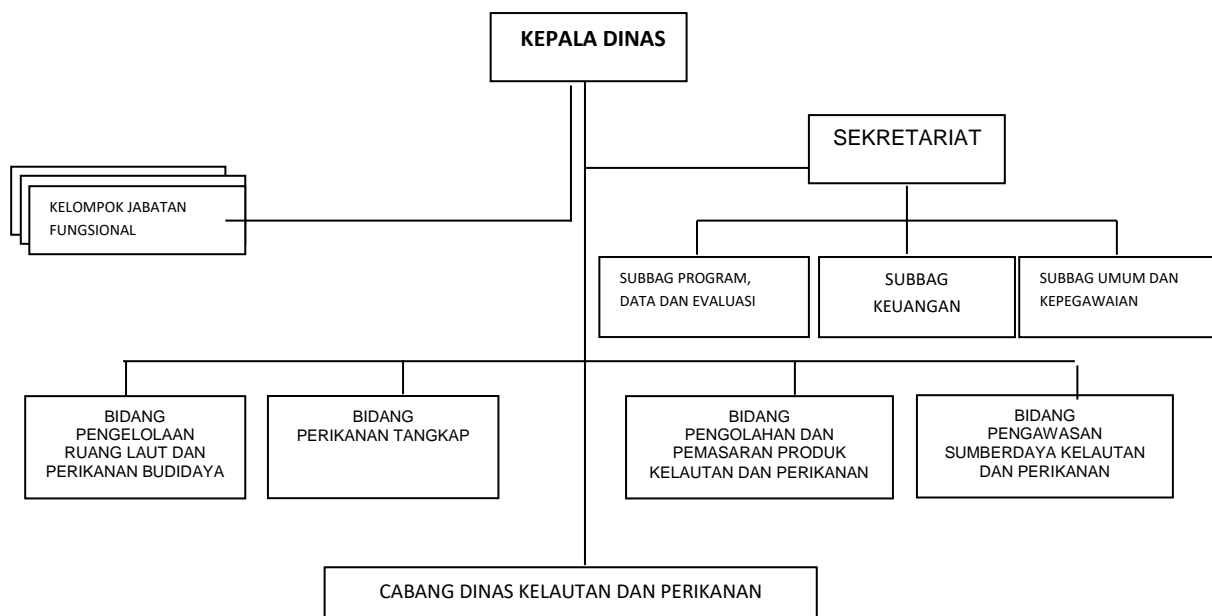 KEPALA DINAS
SEKRETARIAT
KELOMPOK JABATAN
FUNGSIONAL
SUBBAG PROGRAM,
DATA DAN EVALUASI
SUBBAG
KEUANGAN
SUBBAG UMUM DAN
KEPEGAWAIAN
BIDANG
PENGELOLAAN
RUANG LAUT DAN
PERIKANAN BUDIDAYA
BIDANG
PERIKANAN TANGKAP
BIDANG
PENGOLAHAN DAN
PEMASARAN PRODUK
KELAUTAN DAN PERIKANAN
BIDANG
PENGAWASAN
SUMBERDAYA KELAUTAN
DAN PERIKANAN
CABANG DINAS KELAUTAN DAN PERIKANAN